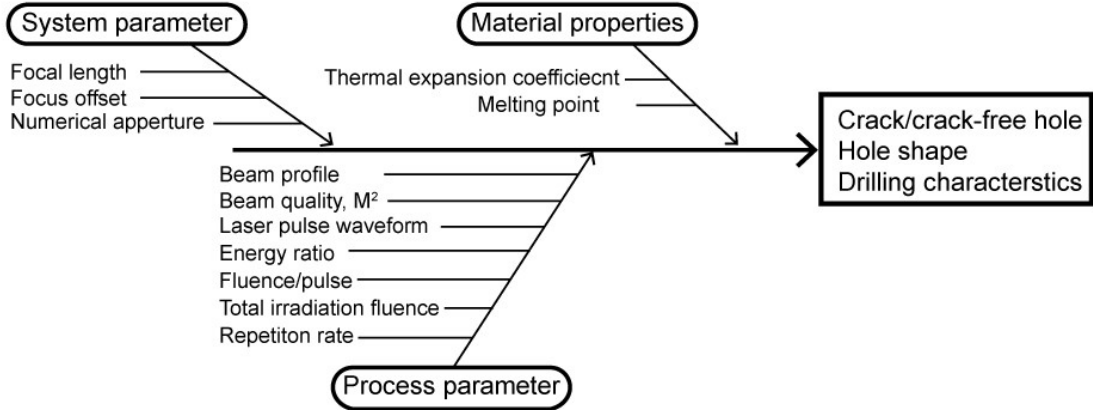 System parameter
Material properties
Focal length
Focus offset
Numerical apperture
Thermal expansion coefficiecnt
Melting point
Crack/crack-free hole
Hole shape
Drilling characterstics
Beam profile
Beam quality, M²
Laser pulse waveform
Energy ratio
Fluence/pulse
Total irradiation fluence
Repetiton rate
Process parameter